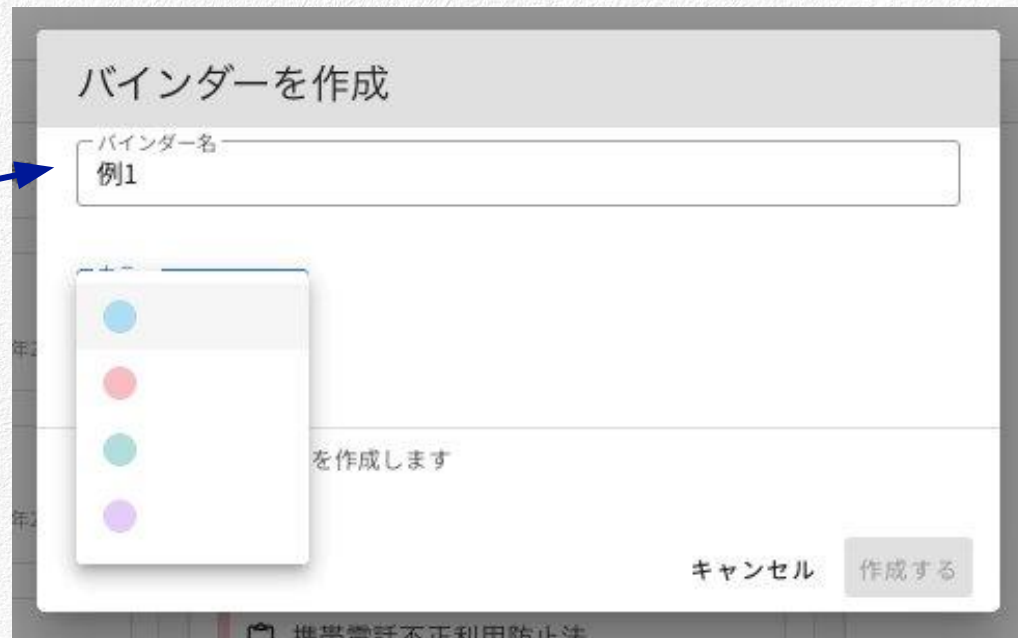 バインダーを作成
バインダー名
例1
を作成します
キャンセル
作成する
携帯電話不正利用防止法